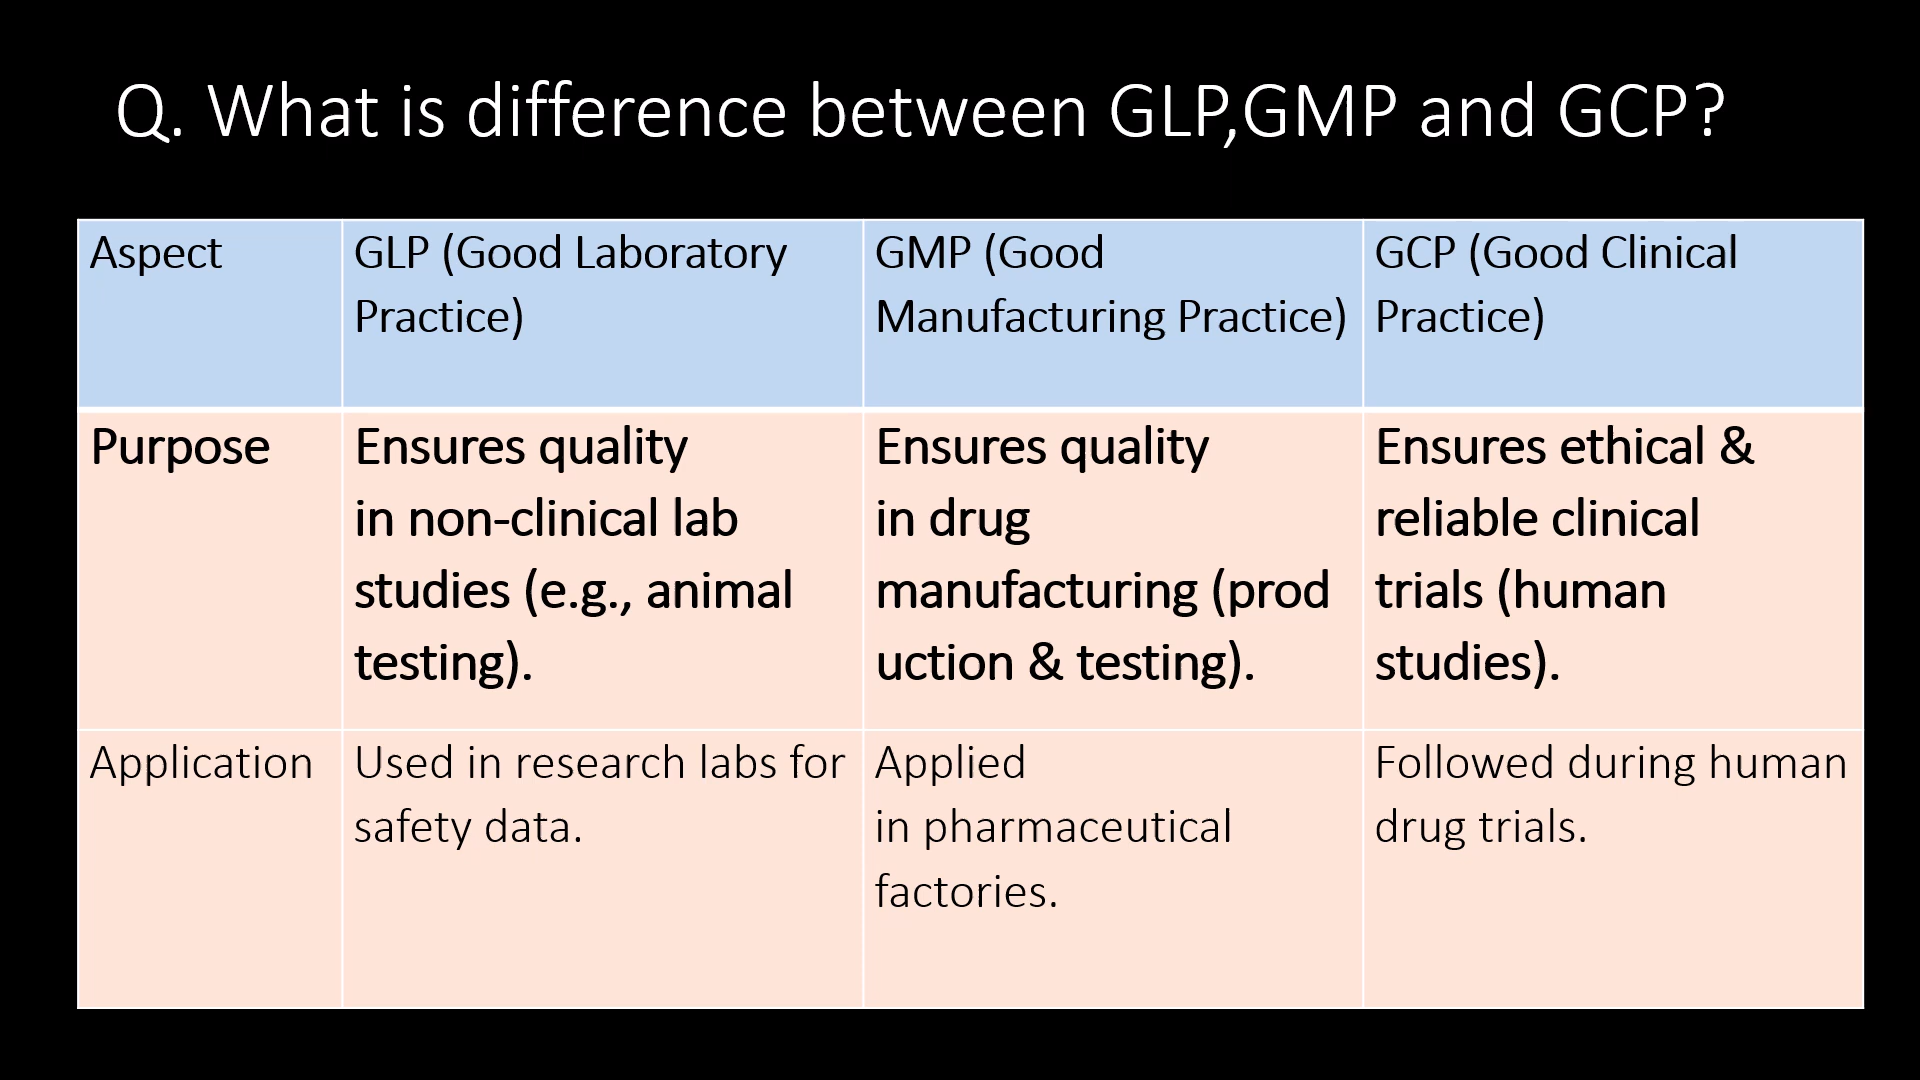 Q. What is difference between GLP,GMP and GCP?
Aspect
GLP (Good Laboratory
Practice)
GMP (Good
Manufacturing Practice)
GCP (Good Clinical
Practice)
Purpose
Ensures quality
in non-clinical lab
studies (e.g., animal
testing).
Ensures quality
in drug
manufacturing (prod
uction & testing).
Ensures ethical &
reliable clinical
trials (human
studies).
Application
Used in research labs for
safety data.
Applied
in pharmaceutical
factories.
Followed during human
drug trials.